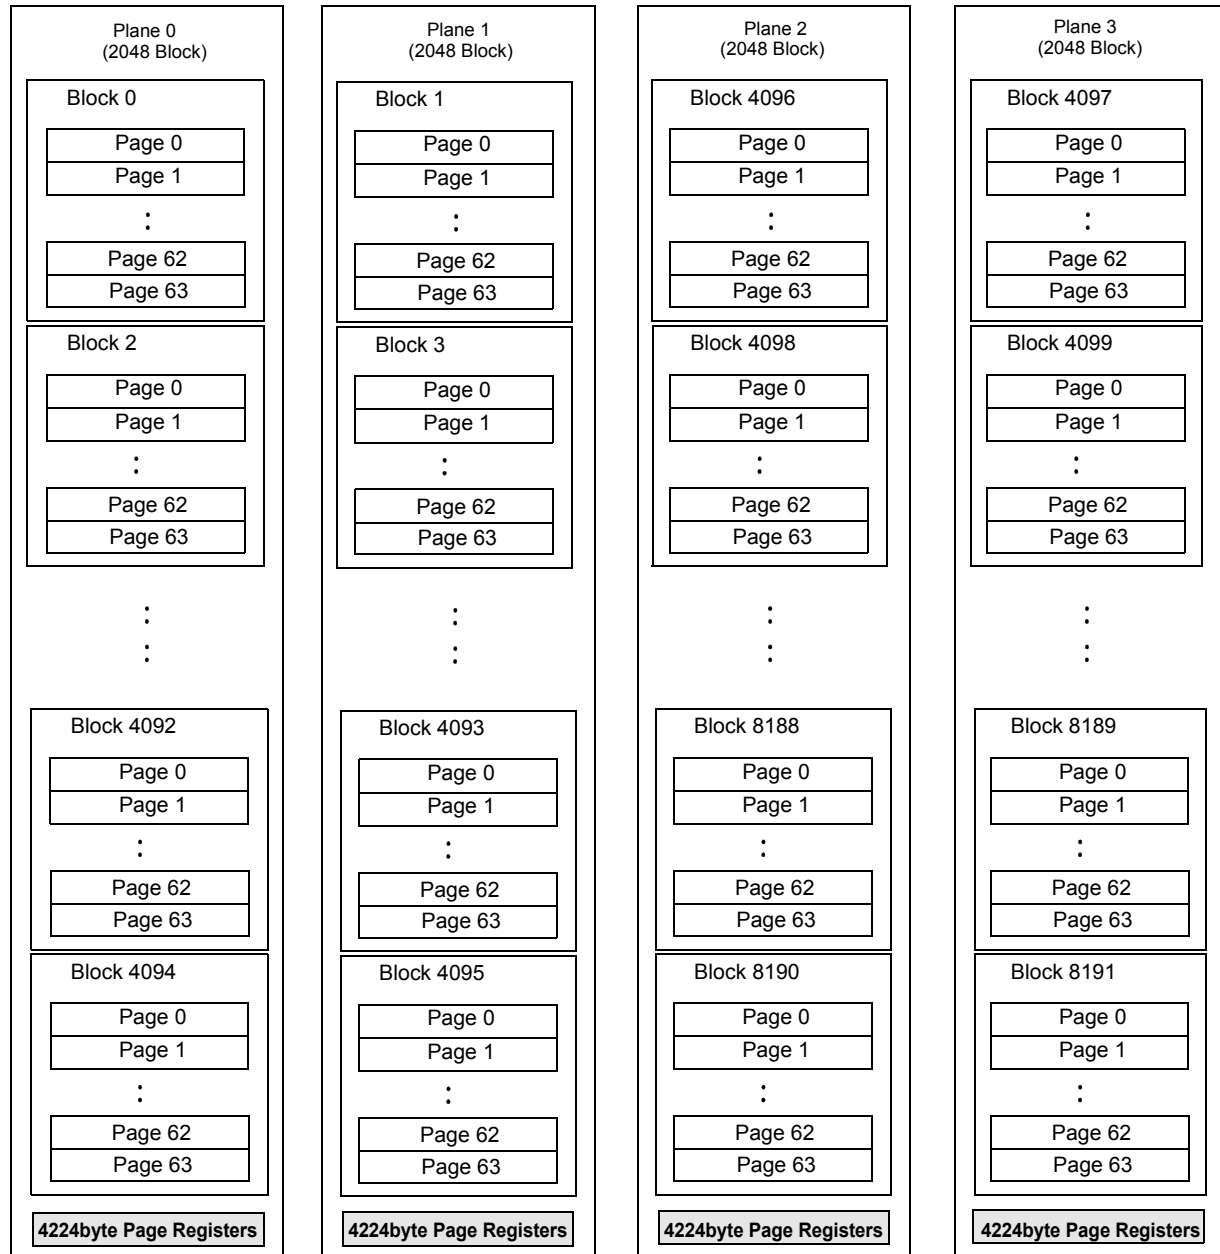 Plane 0
(2048 Block)
Block 0
Page 0
Page 1
Page 62
Page 63
Block 2
Page 0
Page 1
Page 62
Page 63
Block 4092
Page 0
Page 1
Page 62
Page 63
Block 4094
Page 0
Page 1
Page 62
Page 63
4224byte Page Registers
Plane 1
(2048 Block)
Block 1
Page 0
Page 1
Page 62
Page 63
Block 3
Page 0
Page 1
Page 62
Page 63
Block 4093
Page 0
Page 1
Page 62
Page 63
Block 4095
Page 0
Page 1
Page 62
Page 63
4224byte Page Registers
Plane 2
(2048 Block)
Block 4096
Page 0
Page 1
Page 62
Page 63
Block 4098
Page 0
Page 1
Page 62
Page 63
Block 8188
Page 0
Page 1
Page 62
Page 63
Block 8190
Page 0
Page 1
Page 62
Page 63
4224byte Page Registers
Plane 3
(2048 Block)
Block 4097
Page 0
Page 1
Page 62
Page 63
Block 4099
Page 0
Page 1
Page 62
Page 63
Block 8189
Page 0
Page 1
Page 62
Page 63
Block 8191
Page 0
Page 1
Page 62
Page 63
4224byte Page Registers